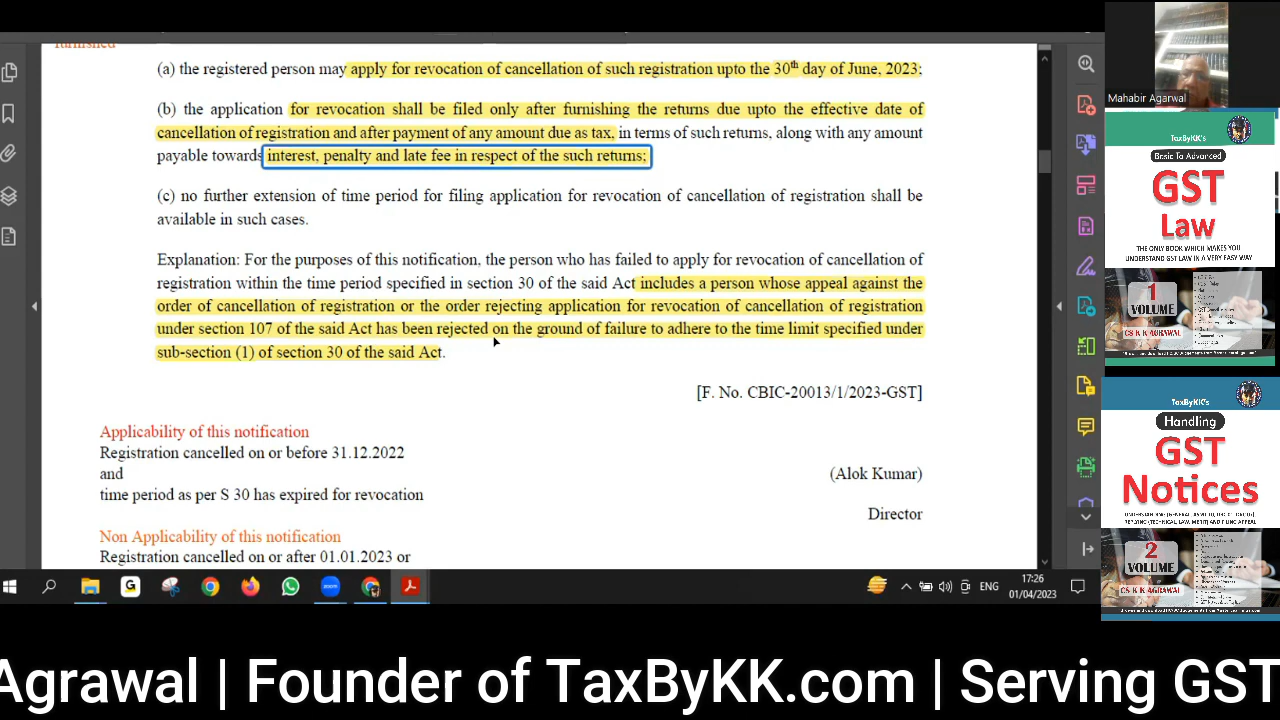 furnished
(a) the registered person may apply for revocation of cancellation of such registration upto the 30th day of June, 2023;
(b) the application for revocation shall be filed only after furnishing the returns due upto the effective date of
cancellation of registration and after payment of any amount due as tax, in terms of such returns, along with any amount
payable towards interest, penalty and late fee in respect of the such returns;
(c) no further extension of time period for filing application for revocation of cancellation of registration shall be
available in such cases.
Explanation: For the purposes of this notification, the person who has failed to apply for revocation of cancellation of
registration within the time period specified in section 30 of the said Act includes a person whose appeal against the
order of cancellation of registration or the order rejecting application for revocation of cancellation of registration
under section 107 of the said Act has been rejected on the ground of failure to adhere to the time limit specified under
sub-section (1) of section 30 of the said Act.
[F. No. CBIC-20013/1/2023-GST]
Applicability of this notification
Registration cancelled on or before 31.12.2022
and
time period as per S 30 has expired for revocation
(Alok Kumar)
Director
Non Applicability of this notification
Registration cancelled on or after 01.01.2023 or
ENG
17:26
01/04/2023
Mahabir Agarwal
TaxByKK's
Basic To Advanced
GST
Law
THE ONLY BOOK WHICH MAKES YOU
UNDERSTAND GST LAW IN A VERY EASY WAY
1
VOLUME
CS K K AGRAWAL
TaxByKK's
Handling
GST
Notices
2
VOLUME
CS K K AGRAWAL
Agrawal | Founder of TaxByKK.com | Serving GST